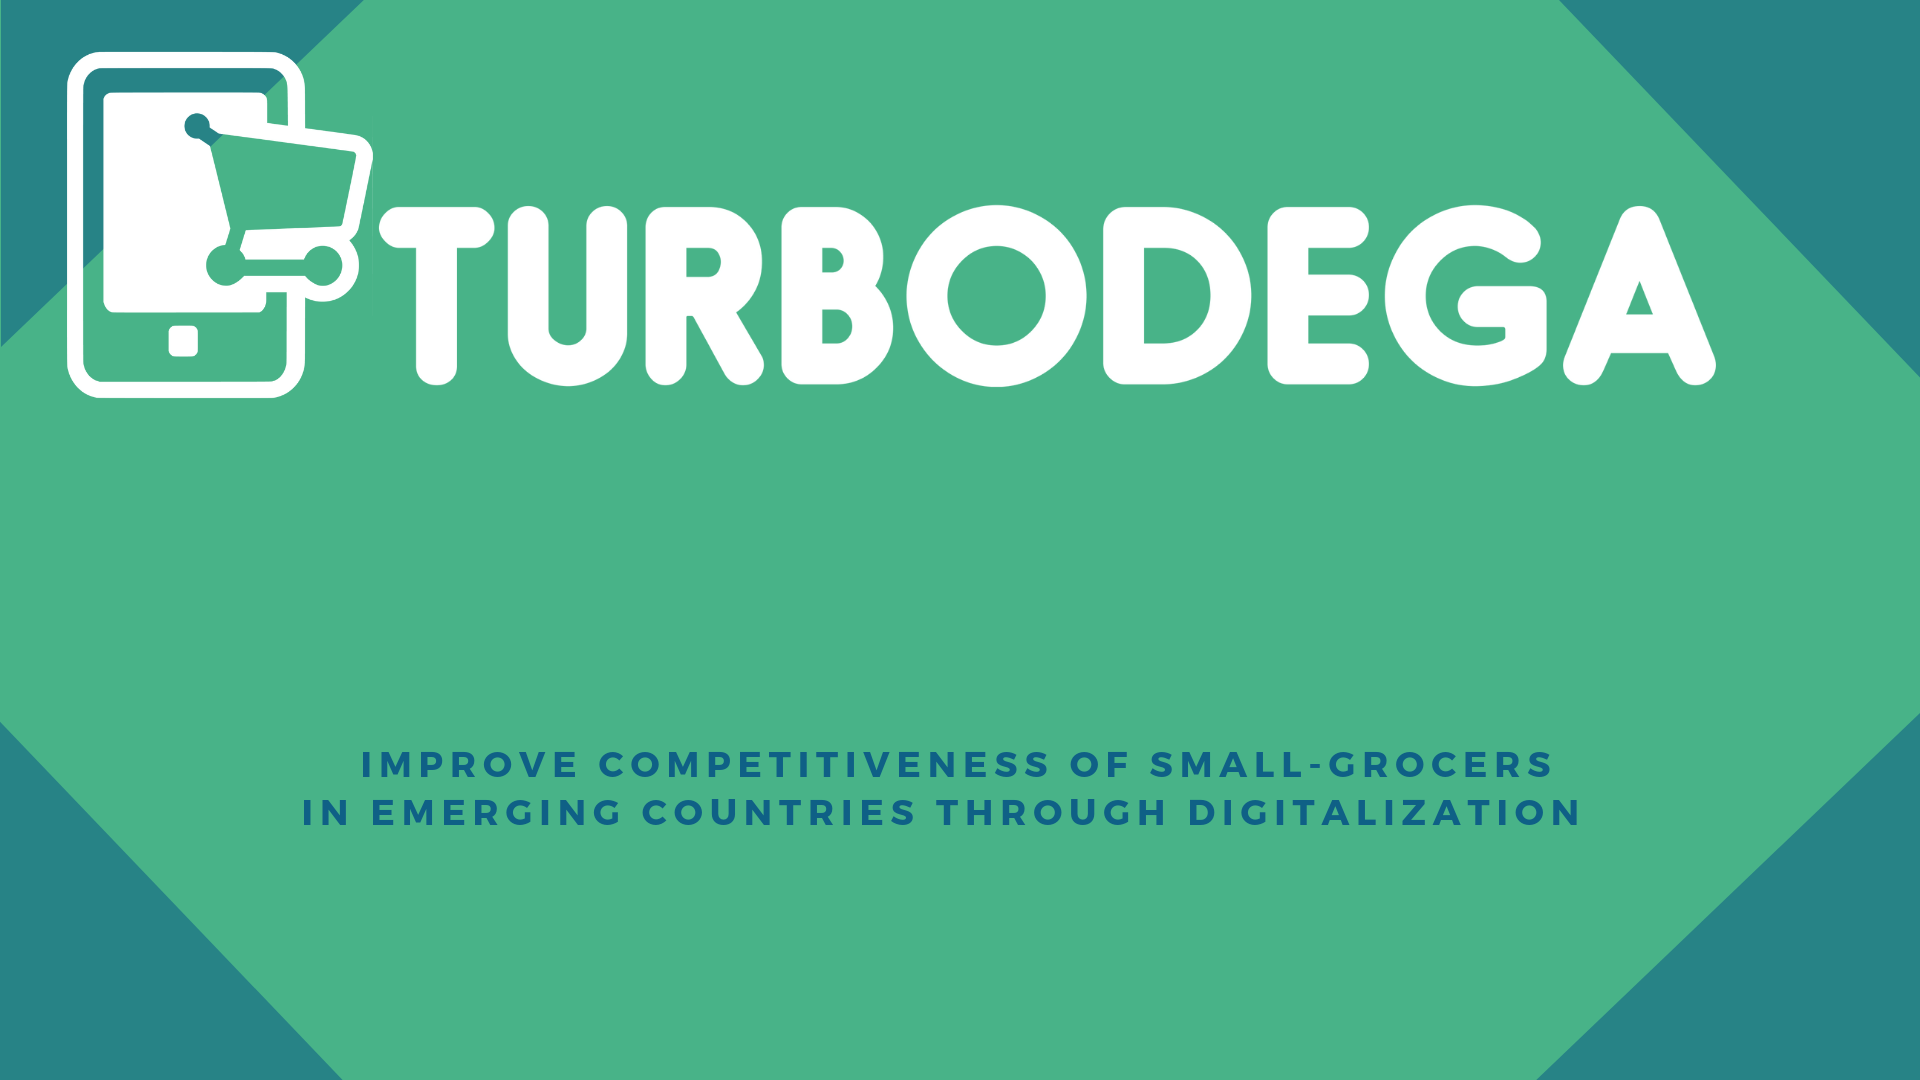 TURBODEGA
IMPROVE COMPETITIVENESS OF SMALL-GROCERS
IN EMERGING COUNTRIES THROUGH DIGITALIZATION